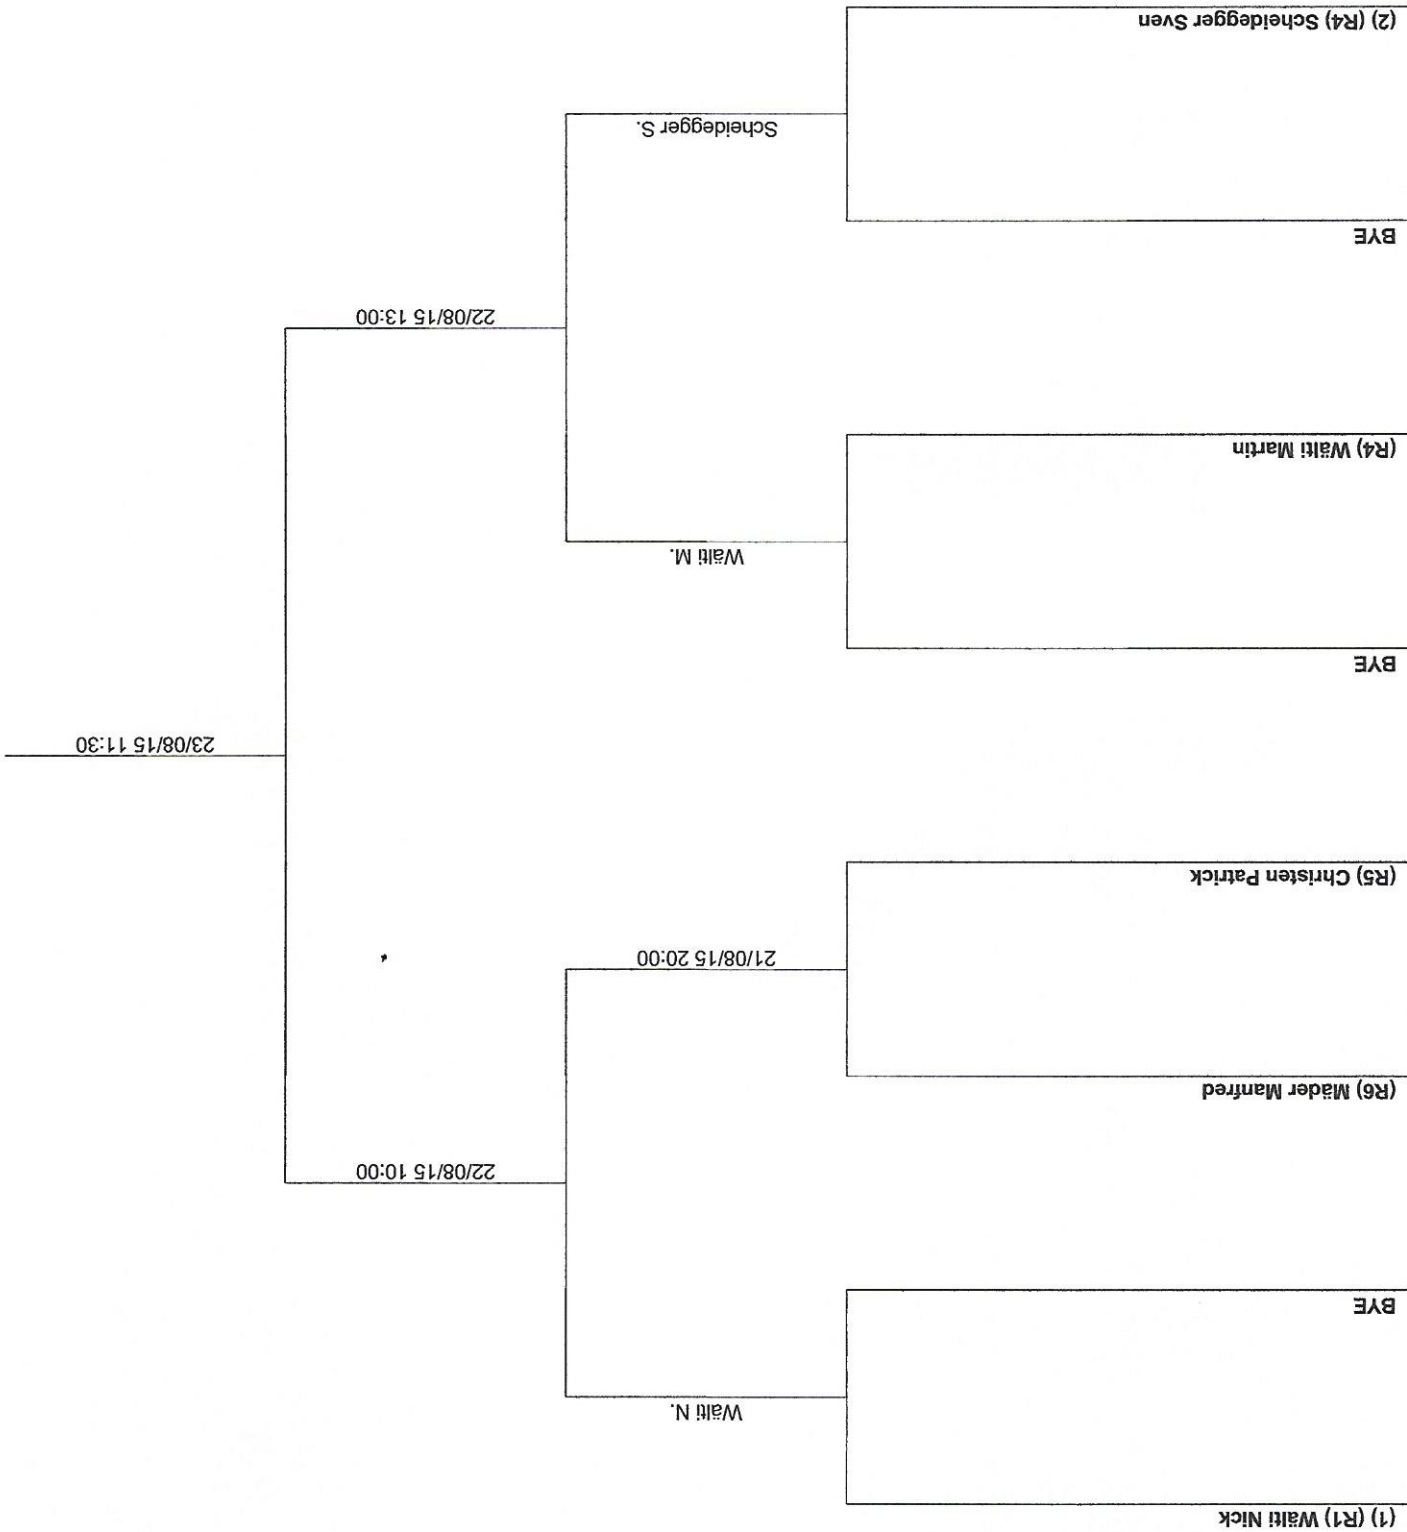 (1) (R1) Wälti Nick
Wälti N.
BYE
22/08/15 10:00
(R6) Mäder Manfred
21/08/15 20:00
(R5) Christen Patrick
23/08/15 11:30
BYE
Wälti M.
(R4) Wälti Martin
22/08/15 13:00
BYE
Scheidegger S.
(2) (R4) Scheidegger Sven